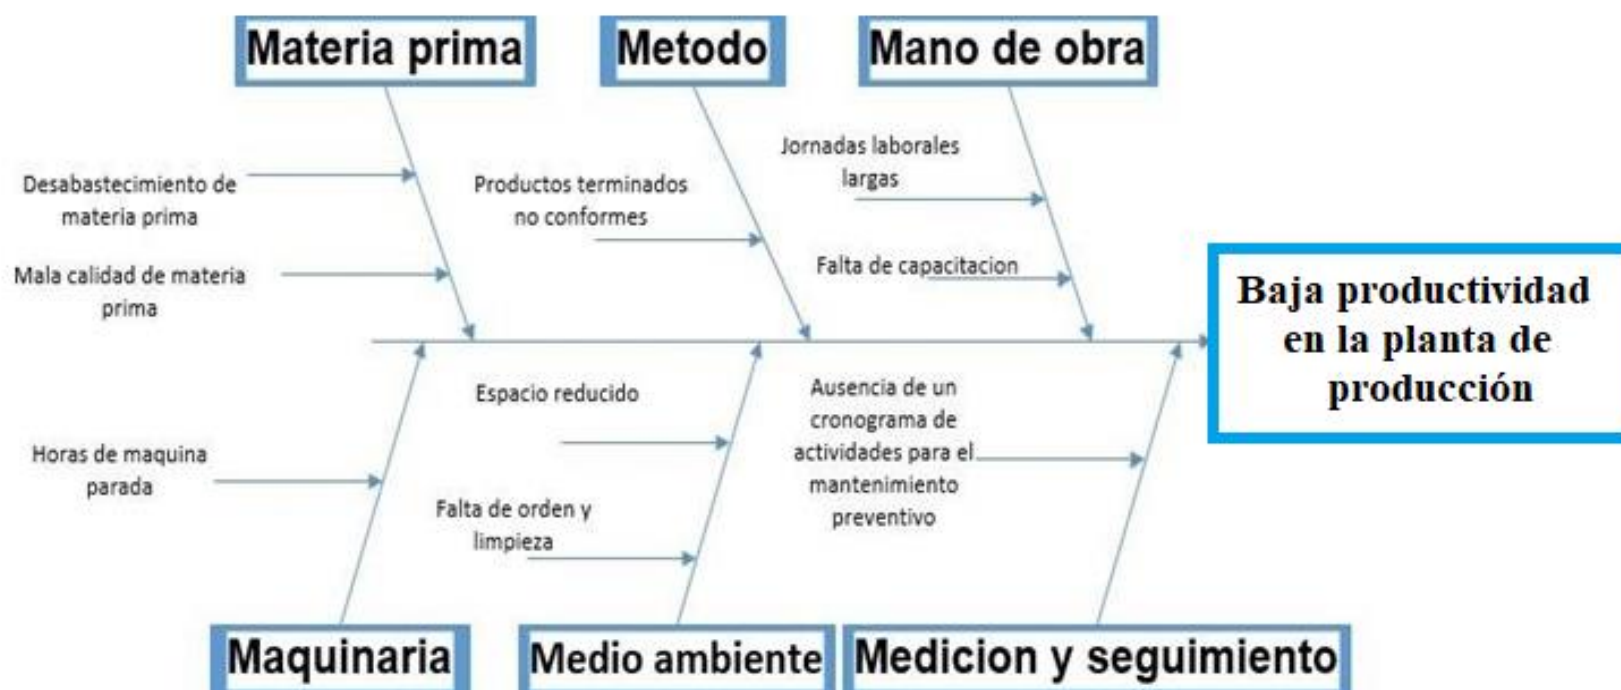 Materia prima
Metodo
Mano de obra
Desabastecimiento de
materia prima
Mala calidad de materia
prima
Productos terminados
no conformes
Jornadas laborales
largas
Falta de capacitacion
Baja productividad
en la planta de
producción
Horas de maquina
parada
Espacio reducido
Falta de orden y
limpieza
Ausencia de un
cronograma de
actividades para el
mantenimiento
preventivo
Maquinaria
Medio ambiente
Medicion y seguimiento